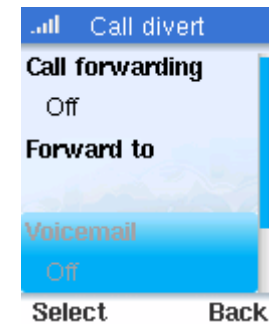 Call divert
Call forwarding
Off
Forward to
Voicemail
Off
Select Back